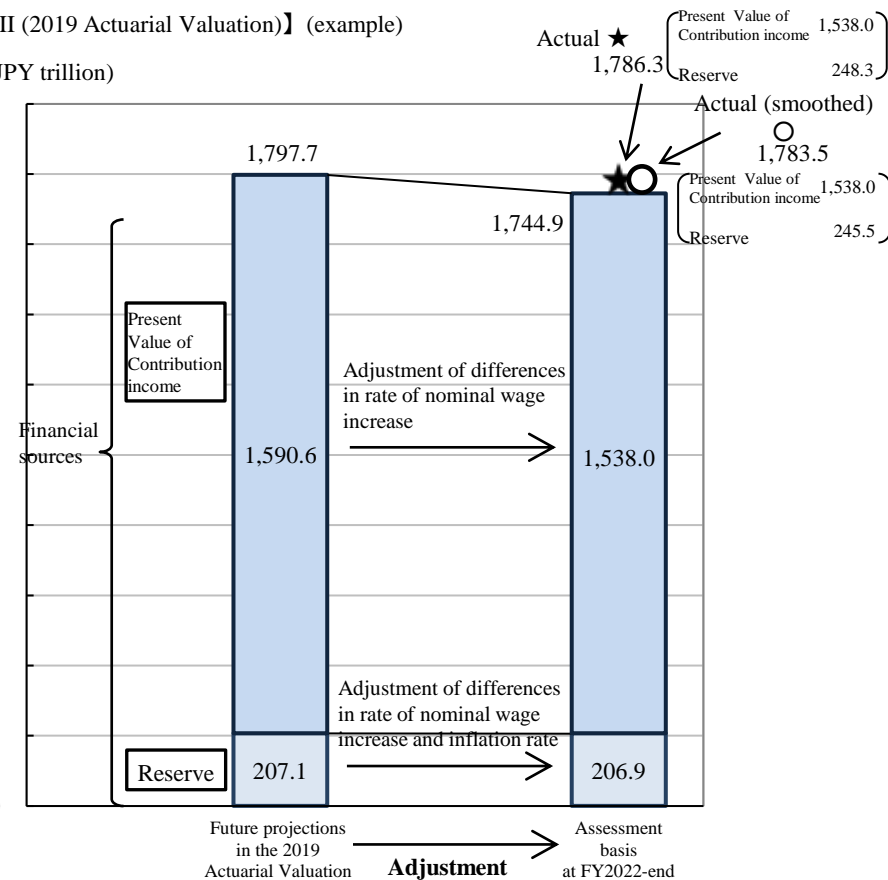 II (2019 Actuarial Valuation)】 (example)
JPY trillion)
Actual ★
1,786.3
Present Value of
Contribution income 1,538.0
Reserve 248.3
Actual (smoothed)
○
1,783.5
Present Value of
Contribution income 1,538.0
Reserve 245.5
1,797.7
1,744.9
Present
Value of
Contribution
income
Financial
sources
Adjustment of differences
in rate of nominal wage
increase
1,590.6
1,538.0
Adjustment of differences
in rate of nominal wage
increase and inflation rate
Reserve
207.1
206.9
Future projections
in the 2019
Actuarial Valuation
Adjustment
Assessment
basis
at FY2022-end